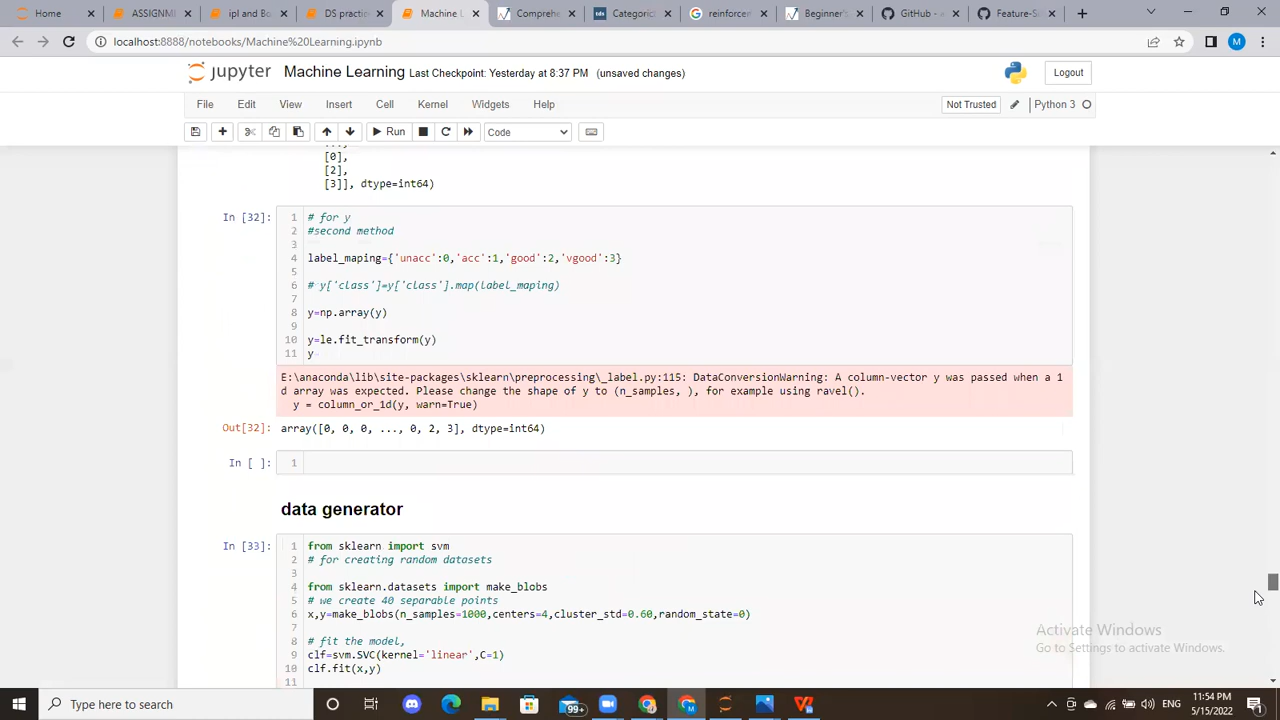 Home
ASSIGNM
ipl and Bo
DS practice
Machine L
Comprehe
Categorica
reinforcem
Beginner's
GitHub - a
Feature-Se
localhost:8888/notebooks/Machine%20Learning.ipynb
M
jupyter Machine Learning Last Checkpoint: Yesterday at 8:37 PM (unsaved changes)
Logout
File Edit View Insert Cell Kernel Widgets Help
Not Trusted
Python 3
Run
Code
...,
[0],
[2],
[3]], dtype=int64)
In [32]:
1 # for y
2 #second method
3
4 label_maping={'unacc':0,'acc':1,'good':2,'vgood':3}
5
6 # y['class']=y['class'].map(label_maping)
7
8 y=np.array(y)
9
10 y=le.fit_transform(y)
11 y
E:\anaconda\lib\site-packages\sklearn\preprocessing\_label.py:115: DataConversionWarning: A column-vector y was passed when a 1
d array was expected. Please change the shape of y to (n_samples, ), for example using ravel().
y = column_or_1d(y, warn=True)
Out[32]: array([0, 0, 0, ..., 0, 2, 3], dtype=int64)
In [ ]: 1
data generator
In [33]:
1 from sklearn import svm
2 # for creating random datasets
3
4 from sklearn.datasets import make_blobs
5 # we create 40 separable points
6 x,y=make_blobs(n_samples=1000,centers=4,cluster_std=0.60,random_state=0)
7
8 # fit the model,
9 clf=svm.SVC(kernel='linear',C=1)
10 clf.fit(x,y)
11
Activate Windows
Go to Settings to activate Windows.
Type here to search
99+
ENG
11:54 PM
5/15/2022
1